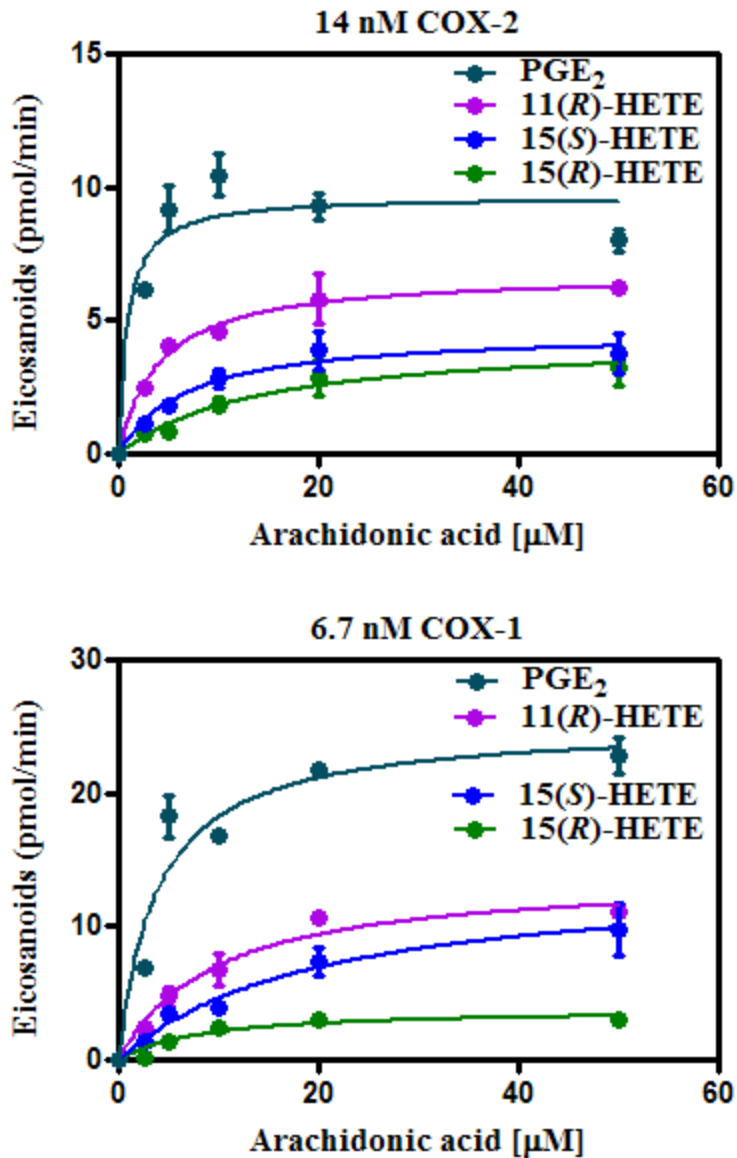 14 nM COX-2
15
10
5
0
Eicosanoids (pmol/min)
PGE₂
11(R)-HETE
15(S)-HETE
15(R)-HETE
0 20 40 60
Arachidonic acid [µM]
6.7 nM COX-1
30
20
10
0
Eicosanoids (pmol/min)
PGE₂
11(R)-HETE
15(S)-HETE
15(R)-HETE
0 20 40 60
Arachidonic acid [µM]